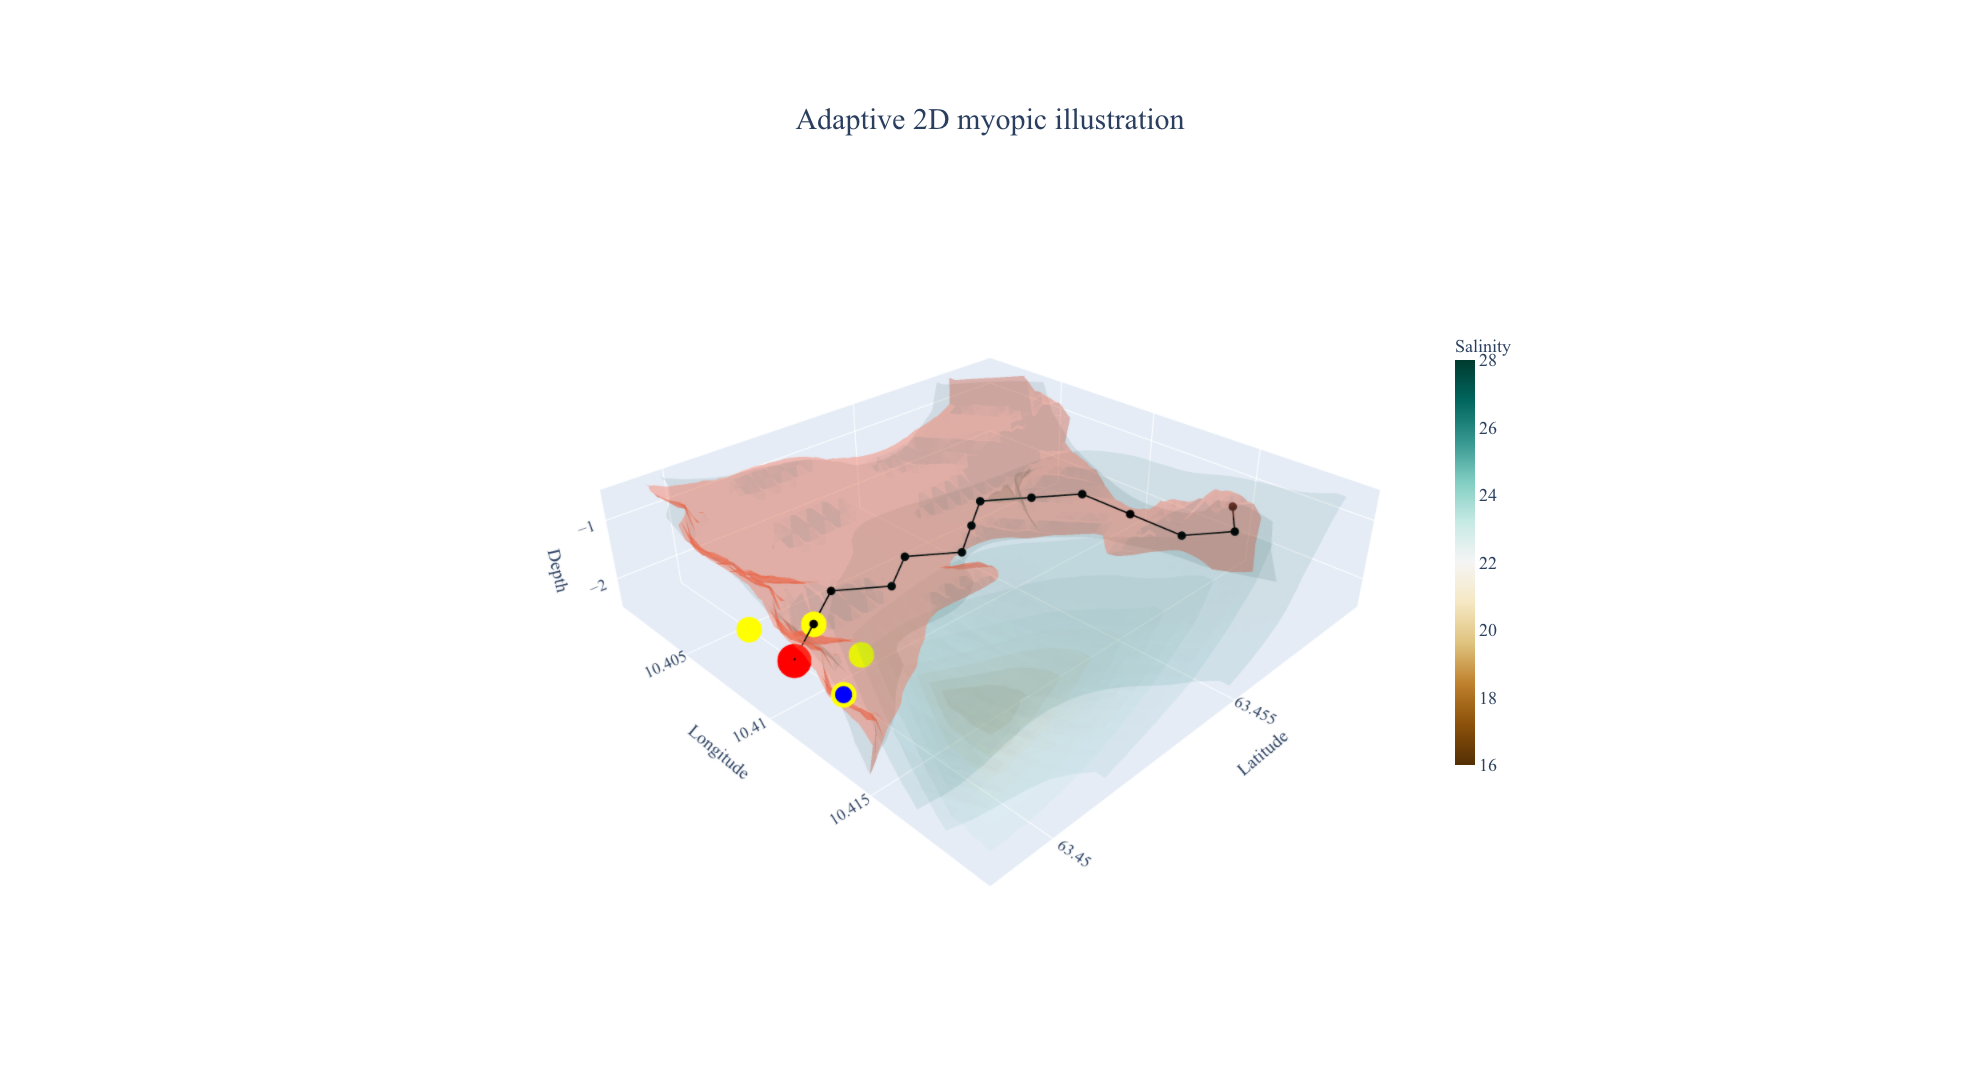 Adaptive 2D myopic illustration
Salinity
28
26
24
22
20
18
16
−1
−2
Depth
10.405
10.41
10.415
Longitude
63.455
63.45
Latitude